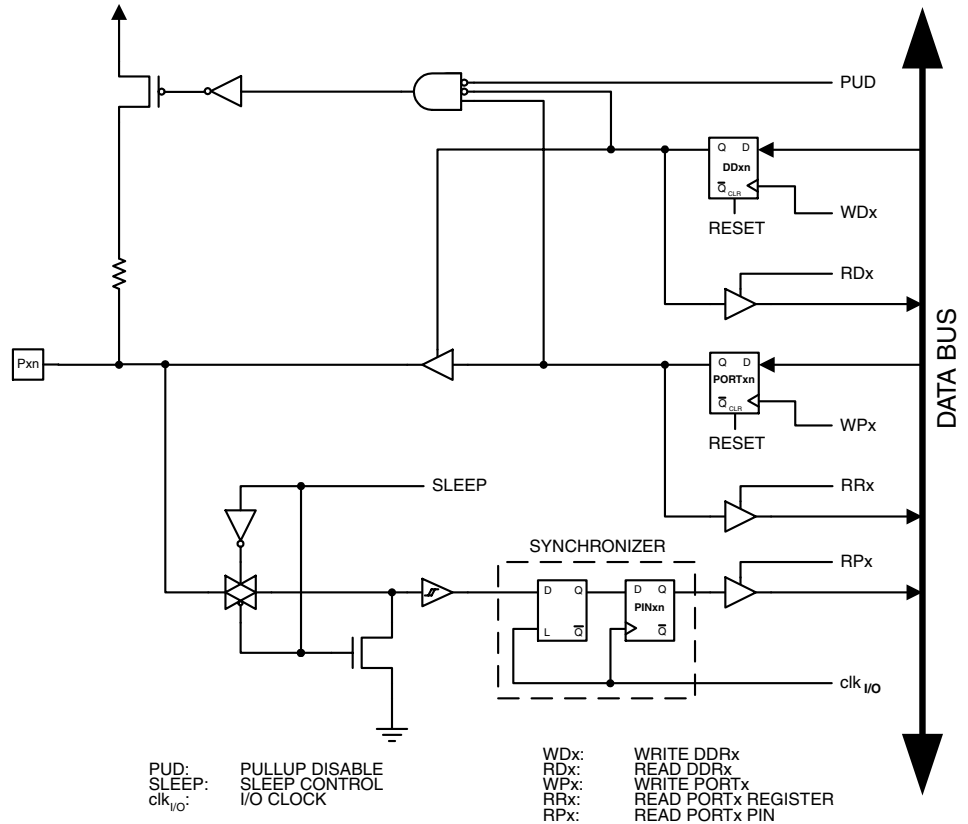 PUD
Q D
DDxn
Q CLR
WDx
RESET
RDx
Pxn
Q D
PORTxn
Q CLR
WPx
RESET
RRx
SLEEP
SYNCHRONIZER
RPx
D Q
L Q
D Q
PINxn
Q
clk I/O
DATA BUS
PUD: PULLUP DISABLE
SLEEP: SLEEP CONTROL
clkI/O: I/O CLOCK
WDx: WRITE DDRx
RDx: READ DDRx
WPx: WRITE PORTx
RRx: READ PORTx REGISTER
RPx: READ PORTx PIN